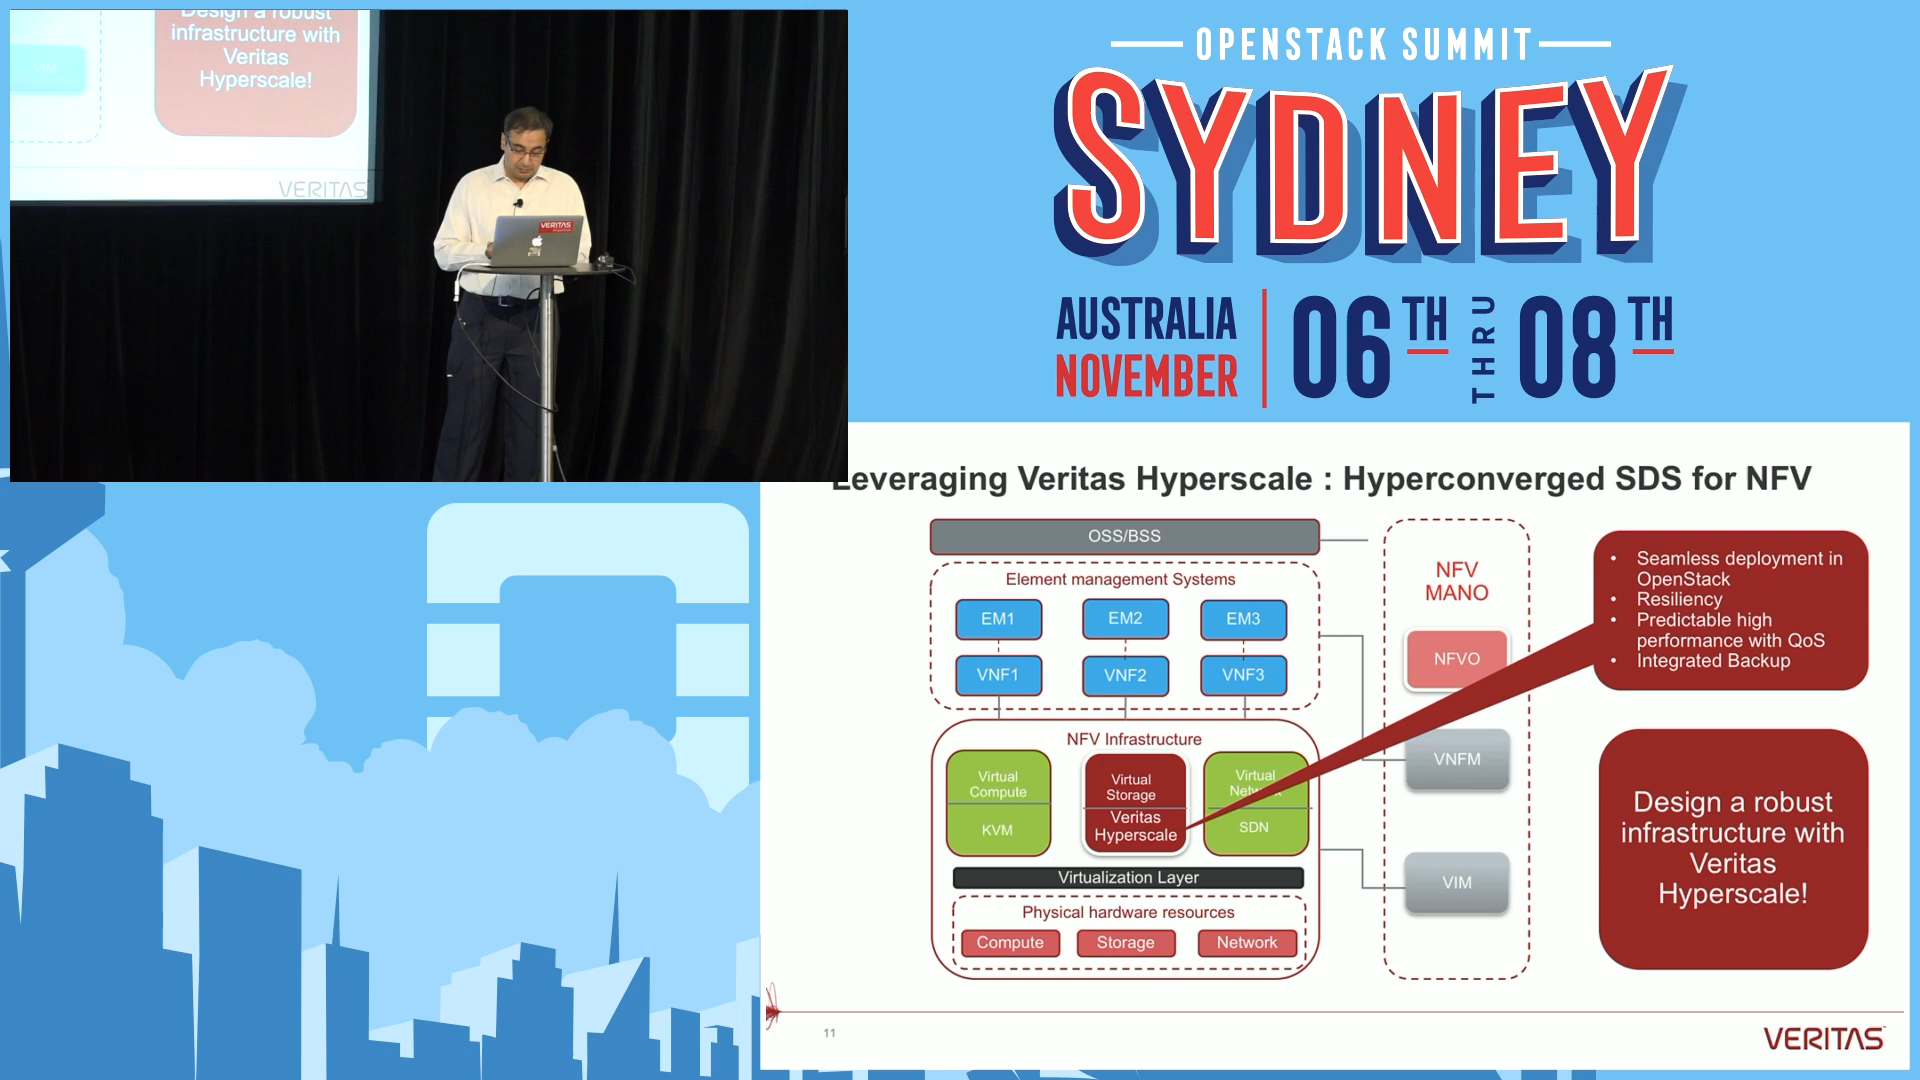 Design a robust
infrastructure with
Veritas
Hyperscale!
VIM
VERITAS
VERITAS
OPENSTACK SUMMIT
SYDNEY
AUSTRALIA
NOVEMBER
06TH THRU 08TH
Leveraging Veritas Hyperscale : Hyperconverged SDS for NFV
OSS/BSS
Element management Systems
EM1 EM2 EM3
VNF1 VNF2 VNF3
NFV Infrastructure
Virtual
Compute
KVM
Virtual
Storage
Veritas
Hyperscale
Virtual
Network
SDN
Virtualization Layer
Physical hardware resources
Compute Storage Network
NFV
MANO
NFVO
VNFM
VIM
• Seamless deployment in
OpenStack
• Resiliency
• Predictable high
performance with QoS
• Integrated Backup
Design a robust
infrastructure with
Veritas
Hyperscale!
11
VERITAS